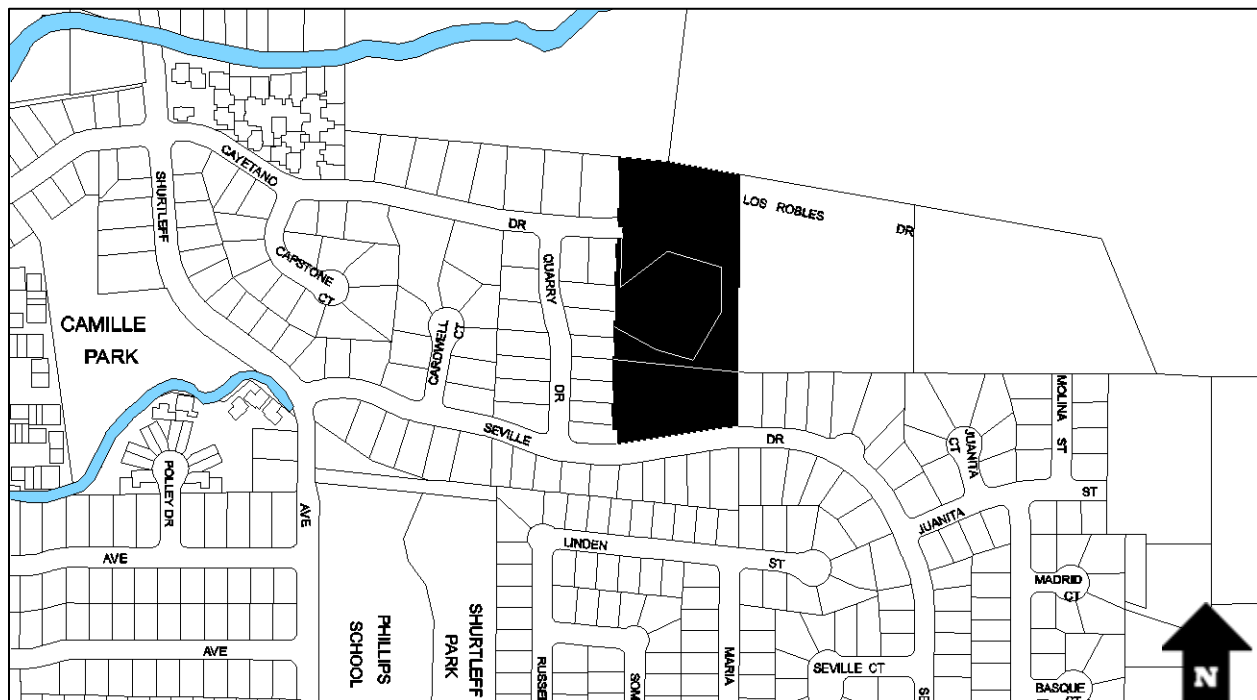 CAYETANO
DR
LOS ROBLES
DR
SHURTLEFF
AVE
QUARRY
DR
CAPSTONE
CT
CARDWELL
CT
CAMILLE
PARK
SEVILLE
DR
MOLINA ST
JUANITA
CT
JUANITA
ST
POLLEY DR
AVE
LINDEN
ST
MADRID
CT
PHILLIPS
SCHOOL
SHURTLEFF
PARK
AVE
MARIA
SEVILLE CT
BASQUE
CT
N